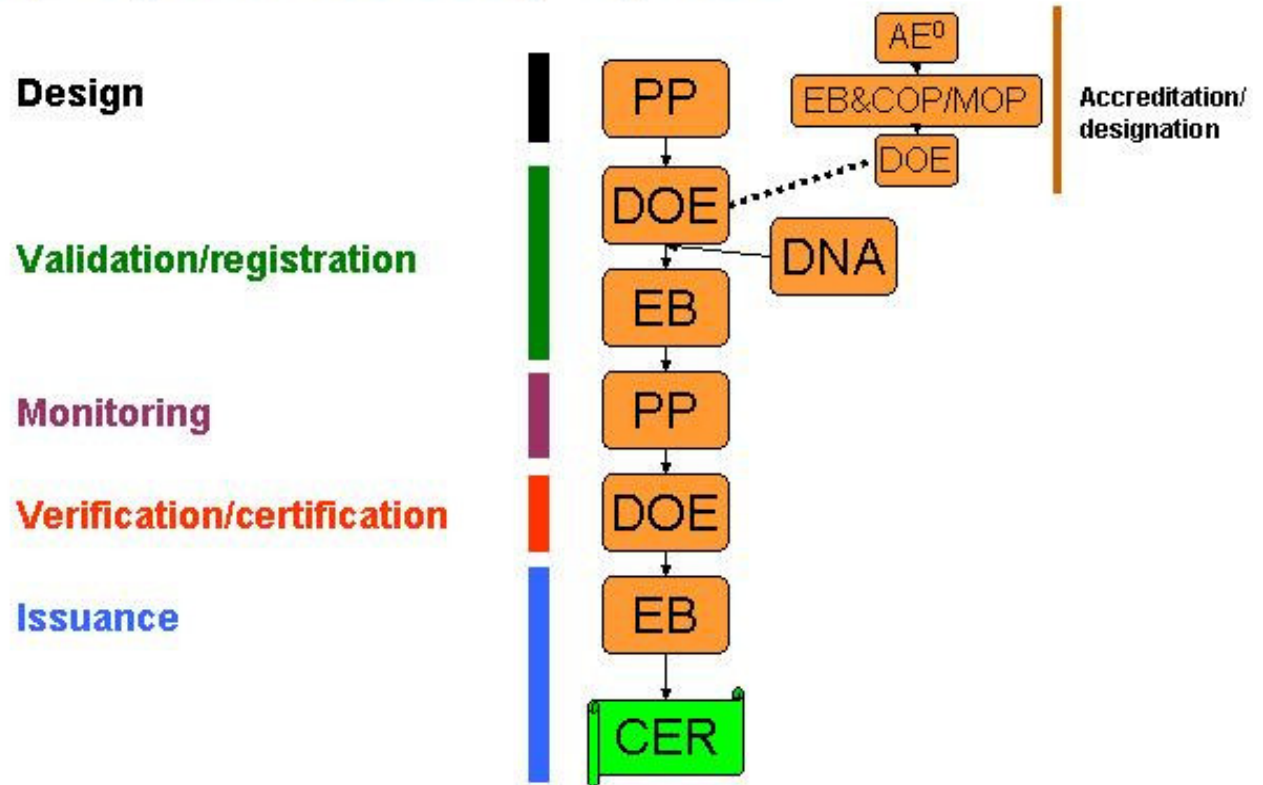 Design
PP
AE⁰
EB&COP/MOP
DOE
Accreditation/
designation
DOE
Validation/registration
DNA
EB
Monitoring
PP
Verification/certification
DOE
Issuance
EB
CER